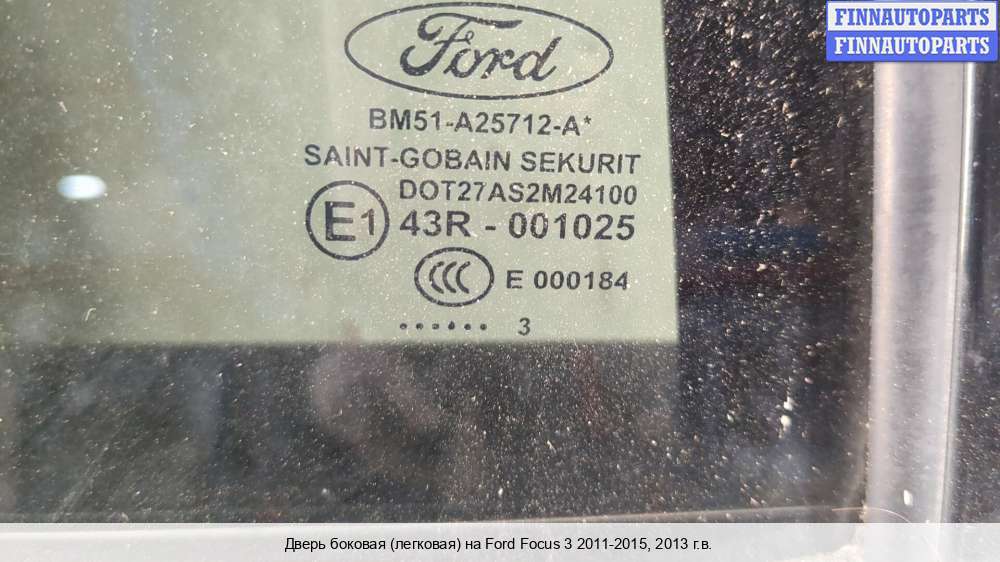 FINNAUTOPARTS
FINNAUTOPARTS
Ford
BM51-A25712-A*
SAINT-GOBAIN SEKURIT
DOT27AS2M24100
E1 43R - 001025
CCC E 000184
...... 3
Дверь боковая (легковая) на Ford Focus 3 2011-2015, 2013 г.в.